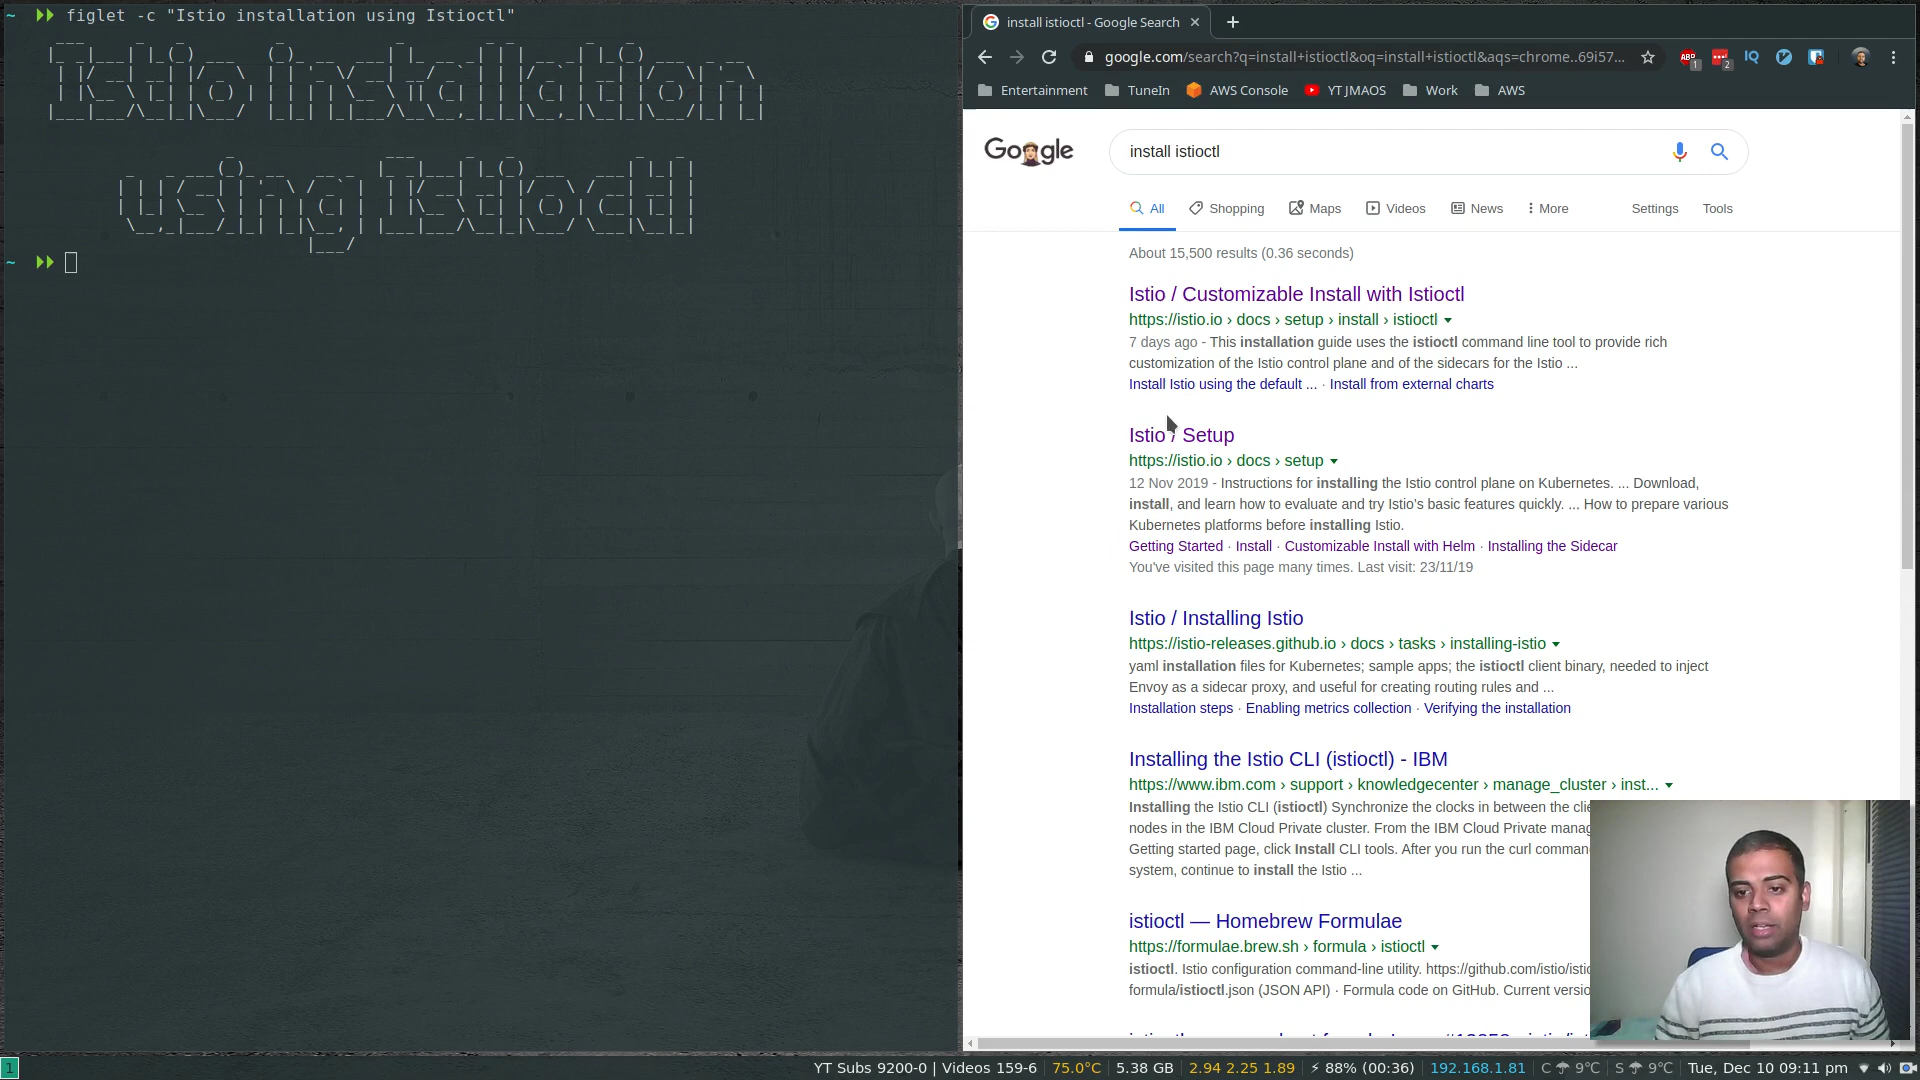 ~ figlet -c "Istio installation using Istioctl"
Istio installation
using Istioctl
~
install istioctl - Google Search
google.com/search?q=install+istioctl&oq=install+istioctl&aqs=chrome..69i57...
ABP 1 2 IQ
Entertainment TuneIn AWS Console YT JMAOS Work AWS
Google
install istioctl
All Shopping Maps Videos News More Settings Tools
About 15,500 results (0.36 seconds)
Istio / Customizable Install with Istioctl
https://istio.io › docs › setup › install › istioctl
7 days ago - This installation guide uses the istioctl command line tool to provide rich
customization of the Istio control plane and of the sidecars for the Istio ...
Install Istio using the default ... · Install from external charts
Istio / Setup
https://istio.io › docs › setup
12 Nov 2019 - Instructions for installing the Istio control plane on Kubernetes. ... Download,
install, and learn how to evaluate and try Istio's basic features quickly. ... How to prepare various
Kubernetes platforms before installing Istio.
Getting Started · Install · Customizable Install with Helm · Installing the Sidecar
You've visited this page many times. Last visit: 23/11/19
Istio / Installing Istio
https://istio-releases.github.io › docs › tasks › installing-istio
yaml installation files for Kubernetes; sample apps; the istioctl client binary, needed to inject
Envoy as a sidecar proxy, and useful for creating routing rules and ...
Installation steps · Enabling metrics collection · Verifying the installation
Installing the Istio CLI (istioctl) - IBM
https://www.ibm.com › support › knowledgecenter › manage_cluster › inst...
Installing the Istio CLI (istioctl) Synchronize the clocks in between the clie
nodes in the IBM Cloud Private cluster. From the IBM Cloud Private manag
Getting started page, click Install CLI tools. After you run the curl comman
system, continue to install the Istio ...
istioctl — Homebrew Formulae
https://formulae.brew.sh › formula › istioctl
istioctl. Istio configuration command-line utility. https://github.com/istio/istio
formula/istioctl.json (JSON API) · Formula code on GitHub. Current versio
1 YT Subs 9200-0 | Videos 159-6 75.0°C 5.38 GB 2.94 2.25 1.89 88% (00:36) 192.168.1.81 C 9°C S 9°C Tue, Dec 10 09:11 pm